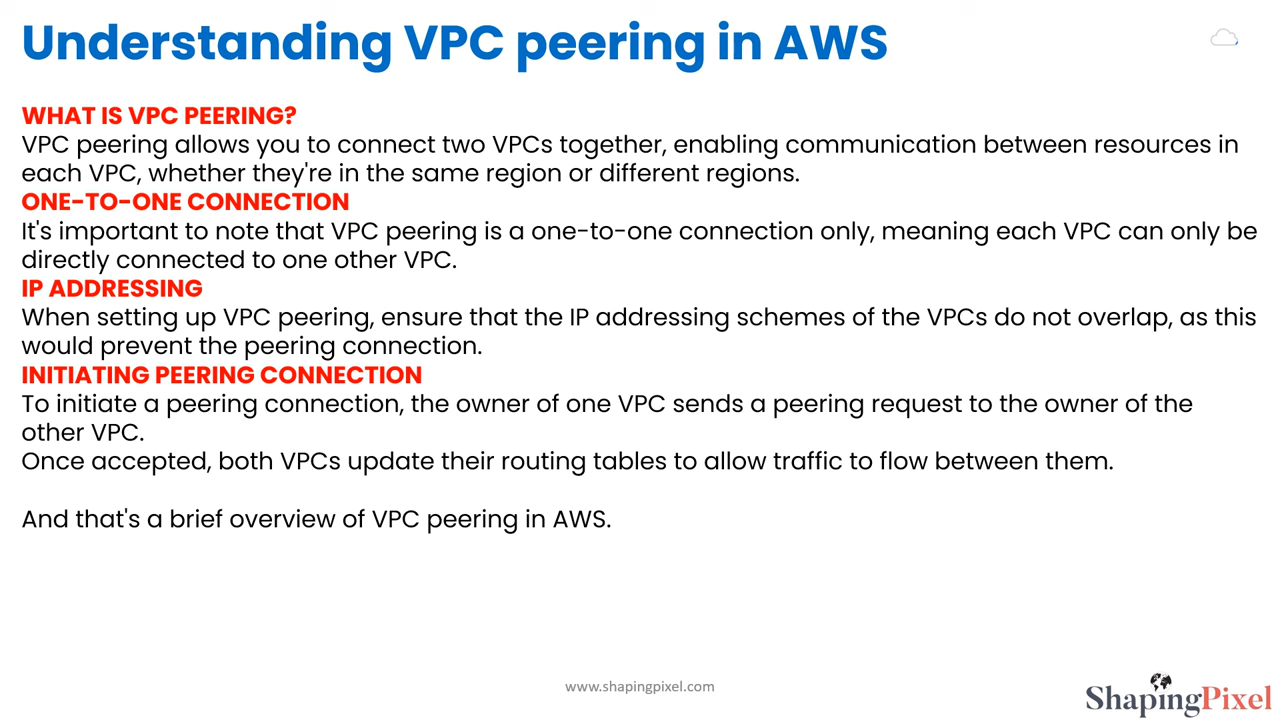 Understanding VPC peering in AWS
WHAT IS VPC PEERING?
VPC peering allows you to connect two VPCs together, enabling communication between resources in
each VPC, whether they're in the same region or different regions.
ONE-TO-ONE CONNECTION
It's important to note that VPC peering is a one-to-one connection only, meaning each VPC can only be
directly connected to one other VPC.
IP ADDRESSING
When setting up VPC peering, ensure that the IP addressing schemes of the VPCs do not overlap, as this
would prevent the peering connection.
INITIATING PEERING CONNECTION
To initiate a peering connection, the owner of one VPC sends a peering request to the owner of the
other VPC.
Once accepted, both VPCs update their routing tables to allow traffic to flow between them.
And that's a brief overview of VPC peering in AWS.
www.shapingpixel.com
ShapingPixel